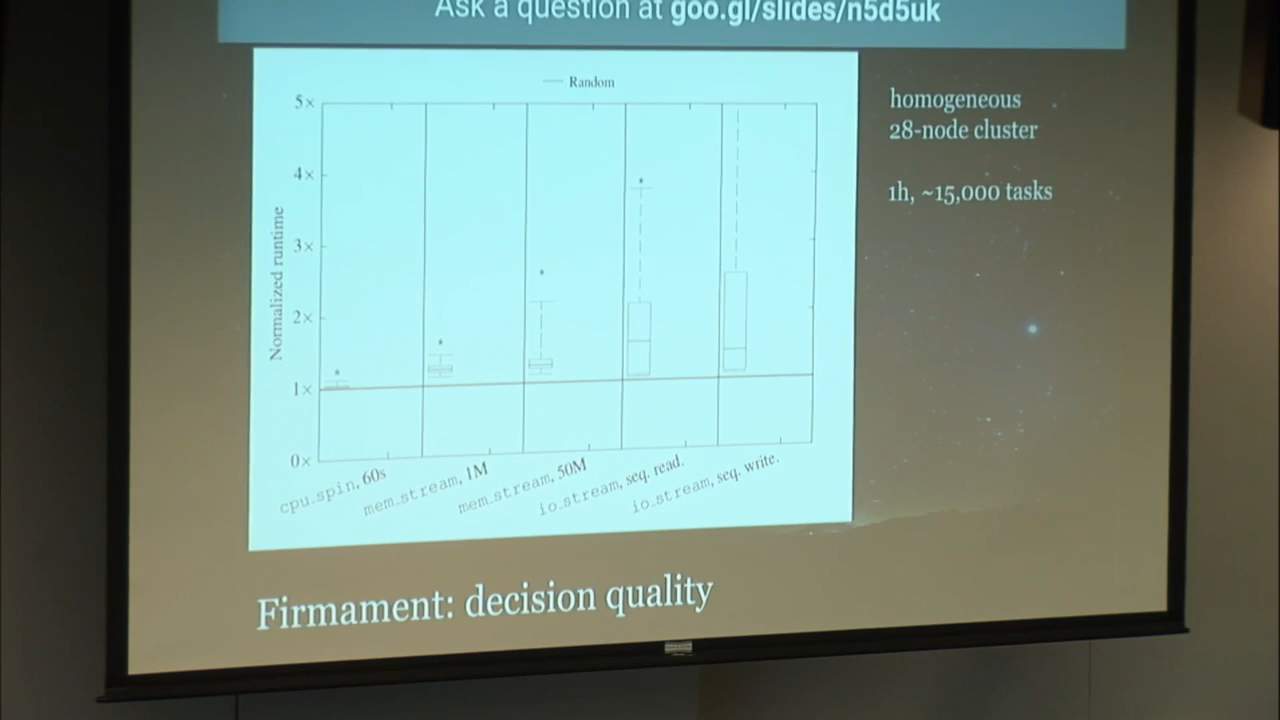 Ask a question at goo.gl/slides/n5d5uk
Random
5×
4×
3×
2×
1×
0×
Normalized runtime
cpu_spin, 60s
mem_stream, 1M
mem_stream, 50M
io_stream, seq. read.
io_stream, seq. write.
homogeneous
28-node cluster
1h, ~15,000 tasks
Firmament: decision quality